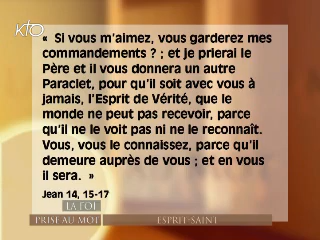 KTO
« Si vous m'aimez, vous garderez mes
commandements ? ; et je prierai le
Père et il vous donnera un autre
Paraclet, pour qu'il soit avec vous à
jamais, l'Esprit de Vérité, que le
monde ne peut pas recevoir, parce
qu'il ne le voit pas ni ne le reconnaît.
Vous, vous le connaissez, parce qu'il
demeure auprès de vous ; et en vous
il sera. »
Jean 14, 15-17
LA FOI
PRISE AU MOT ESPRIT-SAINT